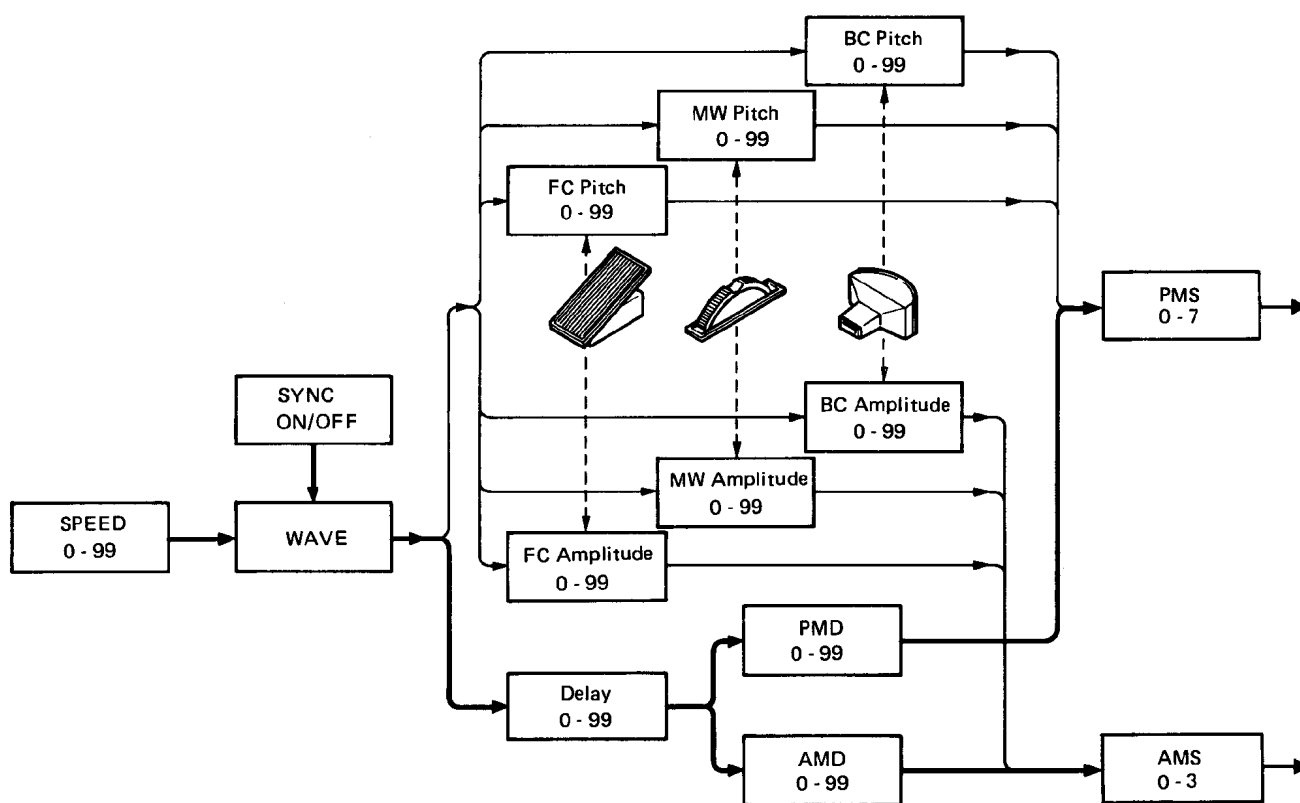 BC Pitch
0 - 99
MW Pitch
0 - 99
FC Pitch
0 - 99
PMS
0 - 7
SYNC
ON/OFF
BC Amplitude
0 - 99
MW Amplitude
0 - 99
SPEED
0 - 99
WAVE
FC Amplitude
0 - 99
PMD
0 - 99
Delay
0 - 99
AMD
0 - 99
AMS
0 - 3